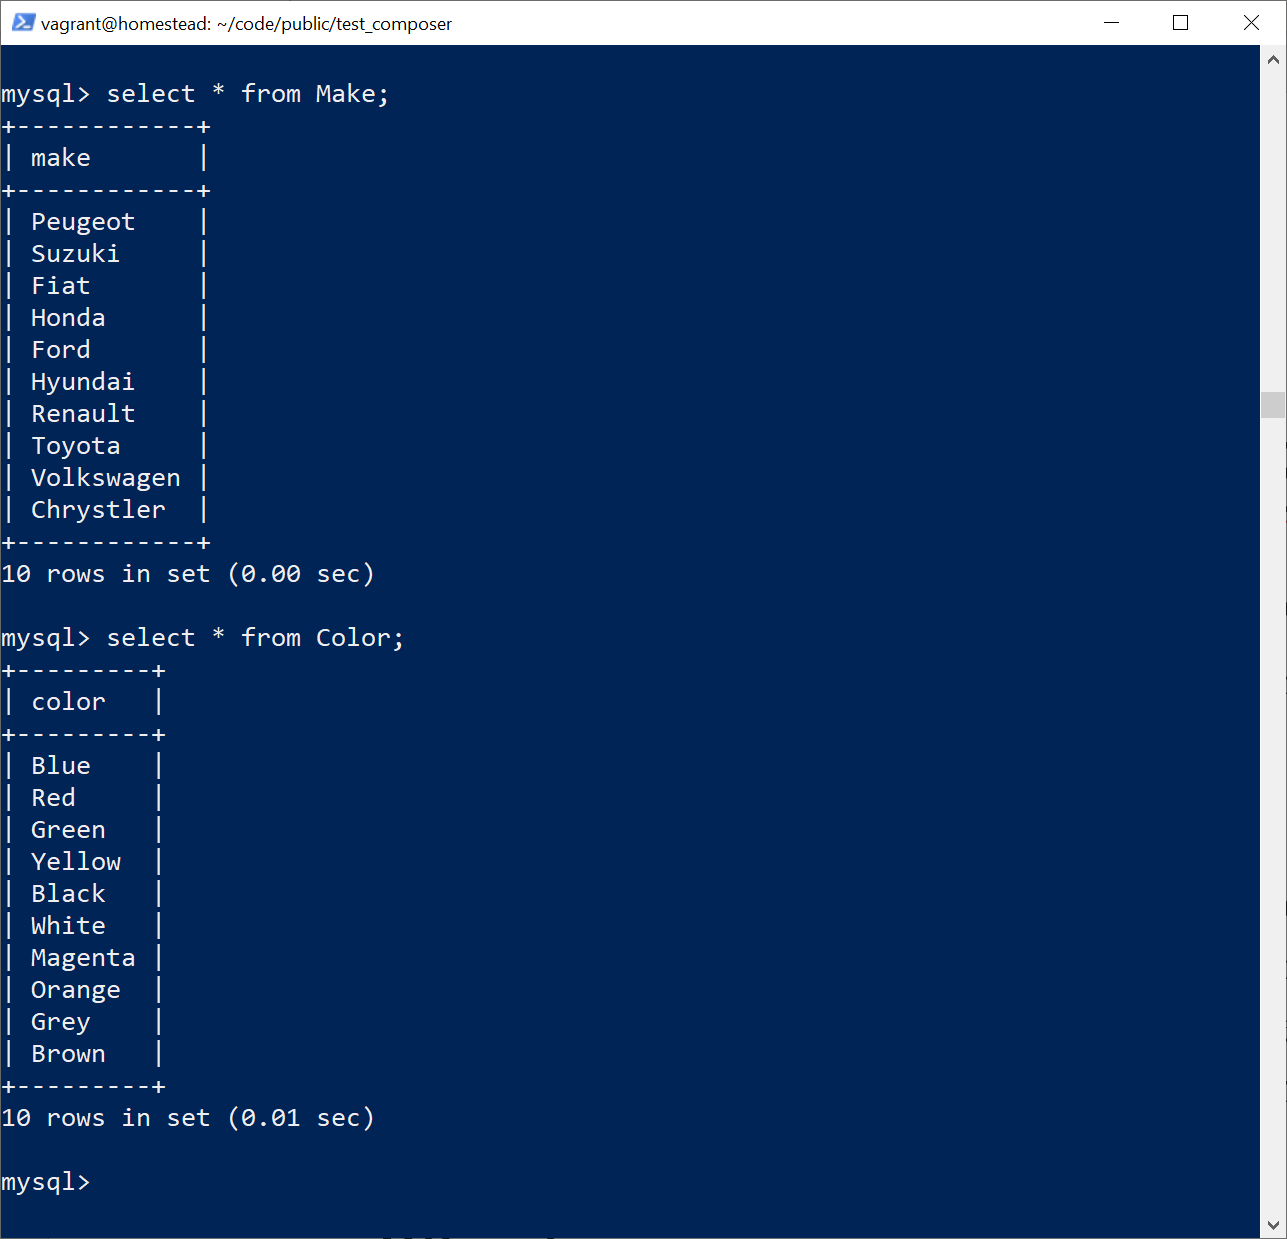 vagrant@homestead: ~/code/public/test_composer
mysql> select * from Make;
+------------+
| make       |
+------------+
| Peugeot    |
| Suzuki     |
| Fiat       |
| Honda      |
| Ford       |
| Hyundai    |
| Renault    |
| Toyota     |
| Volkswagen |
| Chrystler  |
+------------+
10 rows in set (0.00 sec)
mysql> select * from Color;
+---------+
| color   |
+---------+
| Blue    |
| Red     |
| Green   |
| Yellow  |
| Black   |
| White   |
| Magenta |
| Orange  |
| Grey    |
| Brown   |
+---------+
10 rows in set (0.01 sec)
mysql>